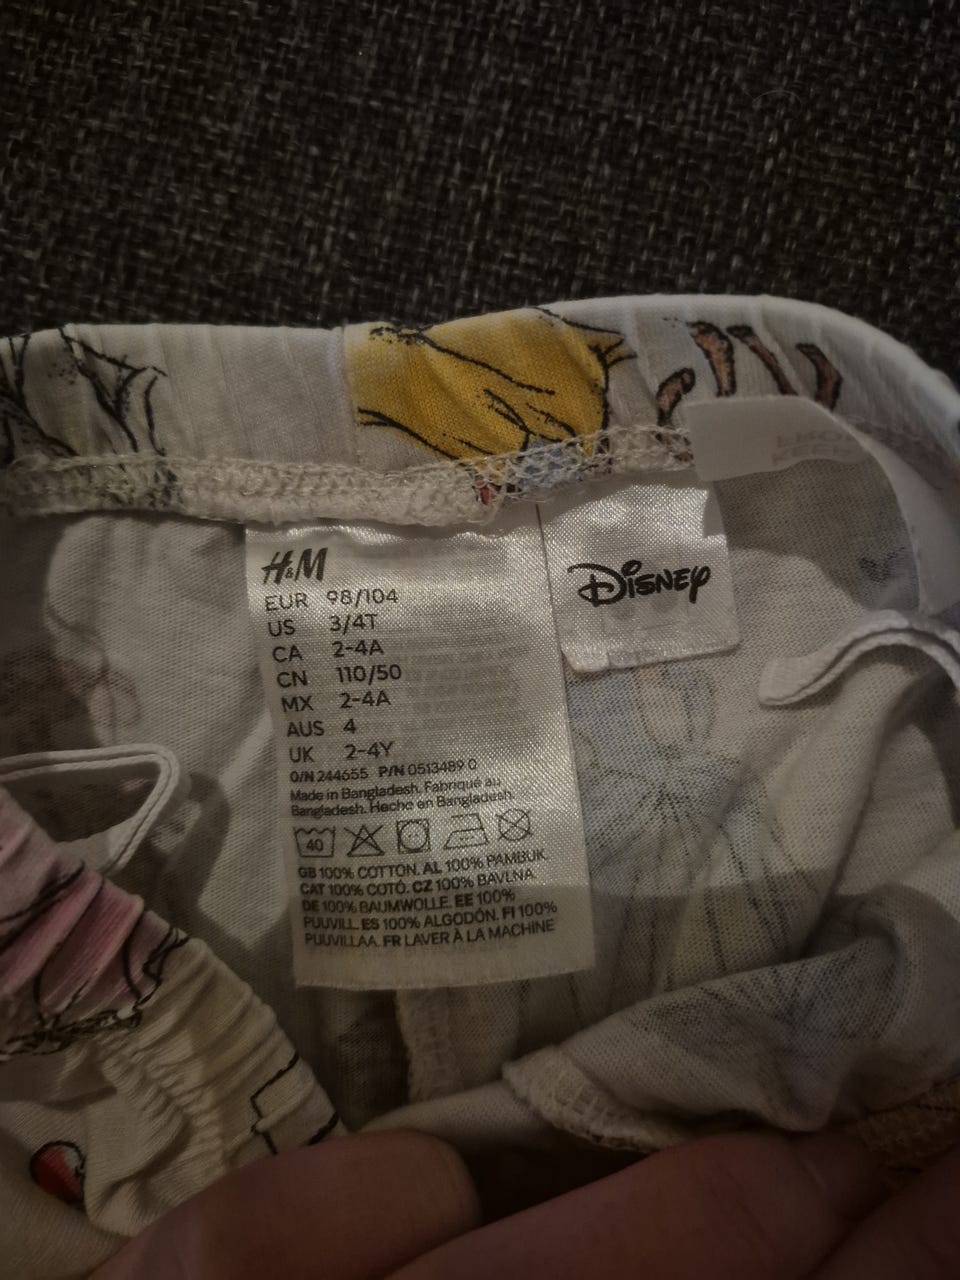 H&M
EUR 98/104
US 3/4T
CA 2-4A
CN 110/50
MX 2-4A
AUS 4
UK 2-4Y
O/N 244655 P/N 0513489 0
Made in Bangladesh. Fabriqué au
Bangladesh. Hecho en Bangladesh.
40
GB 100% COTTON. AL 100% PAMBUK.
CAT 100% COTÓ. CZ 100% BAVLNA.
DE 100% BAUMWOLLE. EE 100%
PUUVILL. ES 100% ALGODÓN. FI 100%
PUUVILLAA. FR LAVER À LA MACHINE
DISNEY